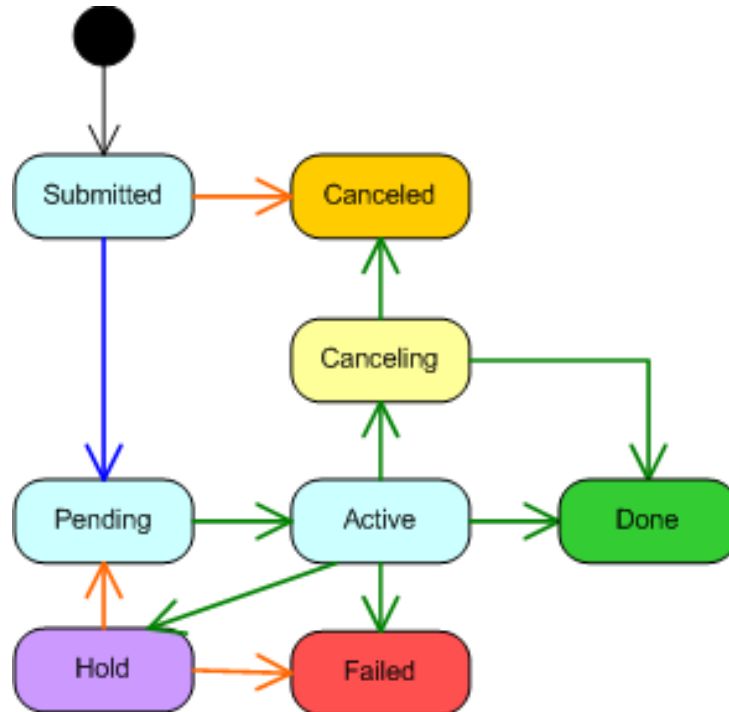 Submitted
Canceled
Canceling
Pending
Active
Done
Hold
Failed